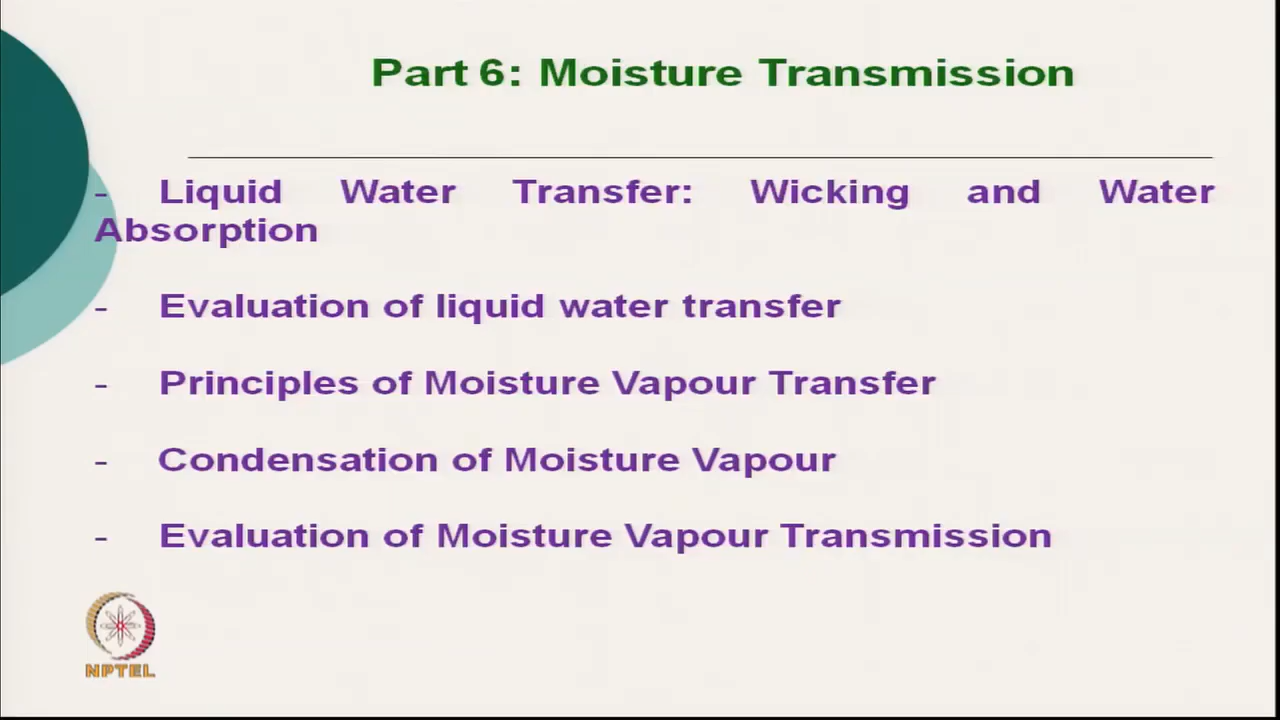 Part 6: Moisture Transmission
- Liquid Water Transfer: Wicking and Water
Absorption
- Evaluation of liquid water transfer
- Principles of Moisture Vapour Transfer
- Condensation of Moisture Vapour
- Evaluation of Moisture Vapour Transmission
NPTEL